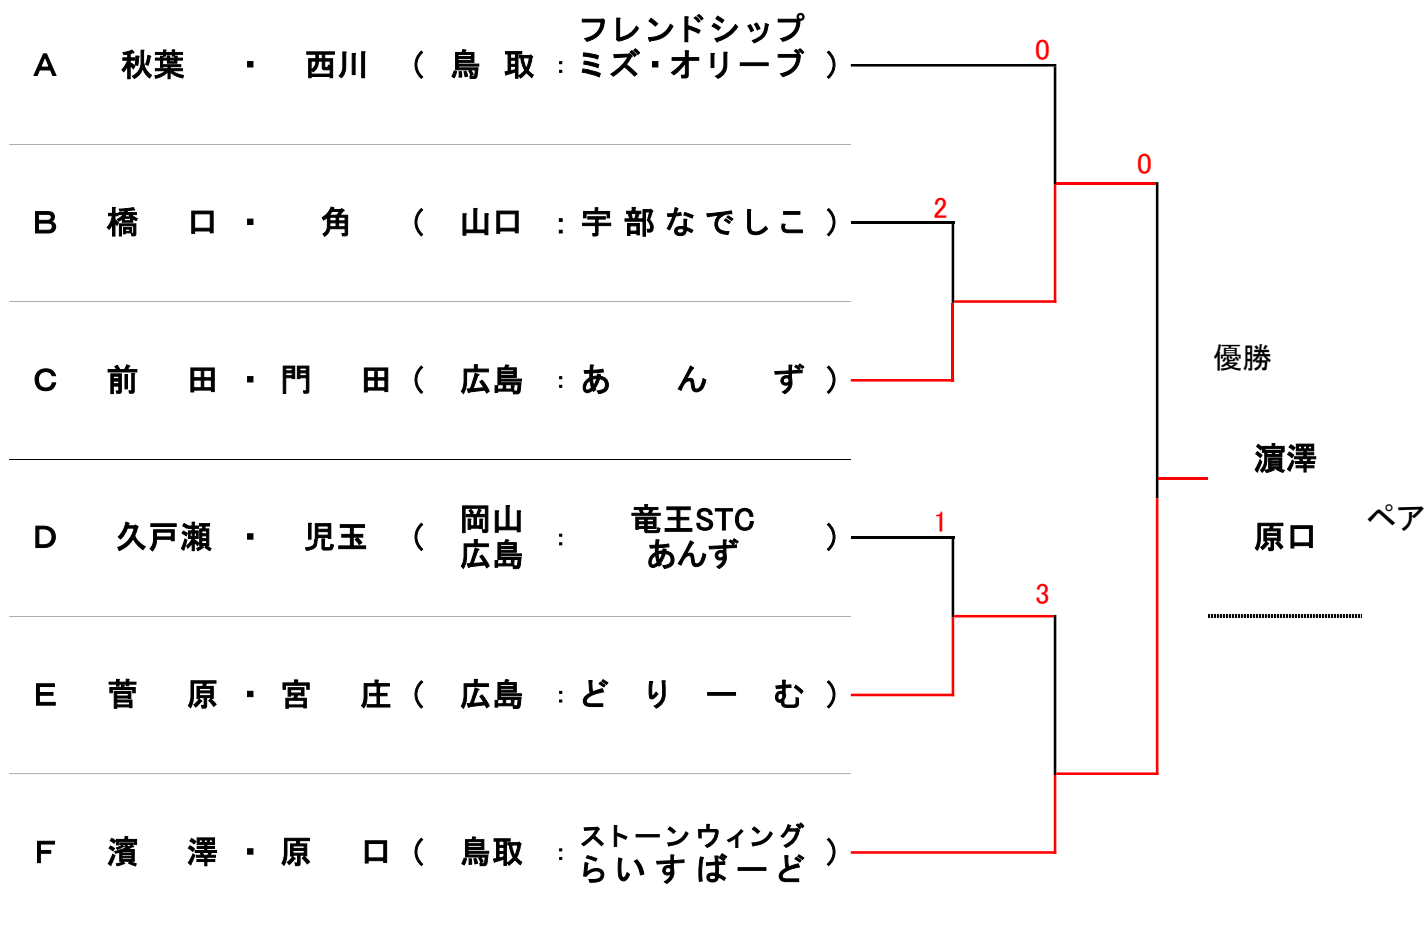 A 秋葉 ・ 西川 ( 鳥取 : フレンドシップ
ミズ・オリーブ ) 0
0
B 橋口 ・ 角 ( 山口 : 宇部なでしこ ) 2
C 前田 ・ 門田 ( 広島 : あんず )
優勝
濵澤
原口
ペア
D 久戸瀬 ・ 児玉 ( 岡山
広島 : 竜王STC
あんず ) 1
3
E 菅原 ・ 宮庄 ( 広島 : どりーむ )
F 濱澤 ・ 原口 ( 鳥取 : ストーンウィング
らいすばーど )